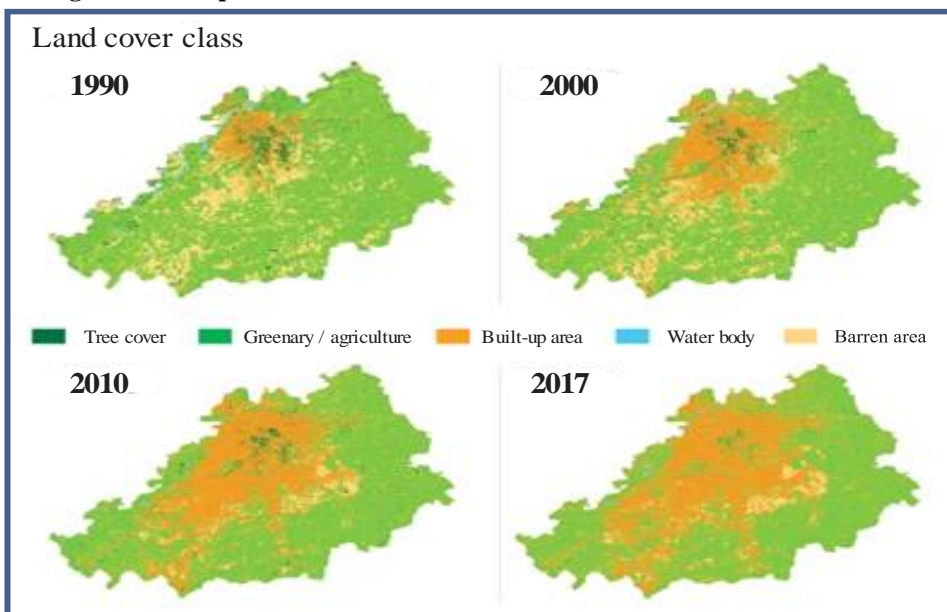 Land cover class
1990
2000
Tree cover
Greenary / agriculture
Built-up area
Water body
Barren area
2010
2017